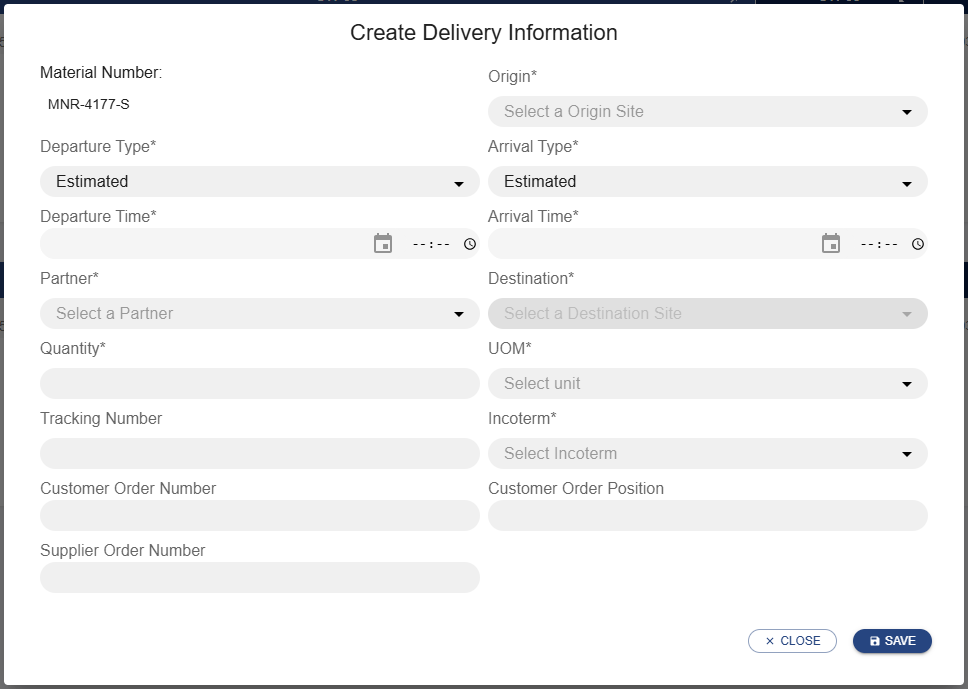 Create Delivery Information
Material Number:
MNR-4177-S
Origin*
Select a Origin Site
Departure Type*
Arrival Type*
Estimated
Estimated
Departure Time*
Arrival Time*
--:--
--:--
Partner*
Destination*
Select a Partner
Select a Destination Site
Quantity*
UOM*
Select unit
Tracking Number
Incoterm*
Select Incoterm
Customer Order Number
Customer Order Position
Supplier Order Number
CLOSE
SAVE